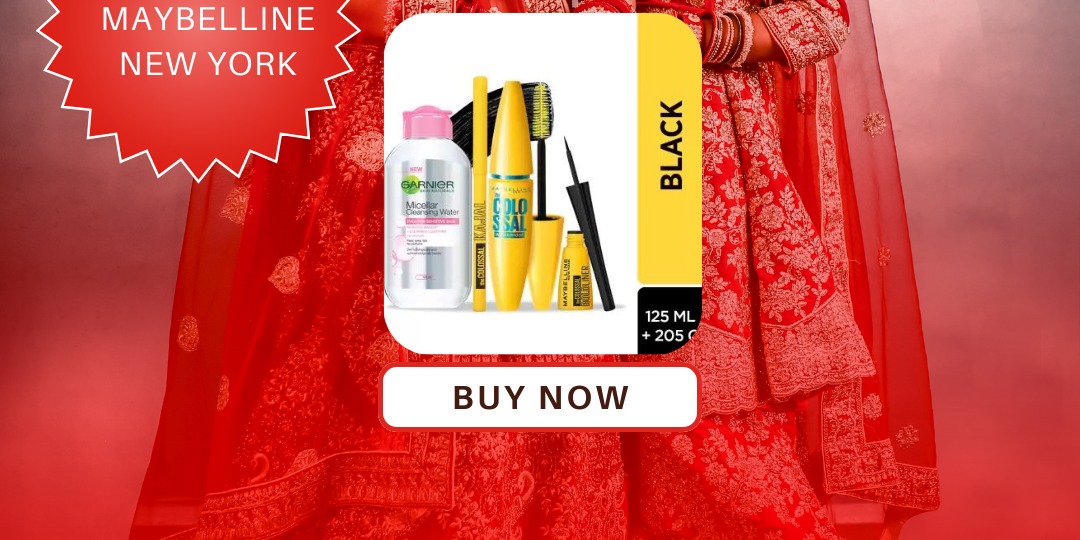 MAYBELLINE
NEW YORK
BLACK
NEW
GARNIER
Micellar
Cleansing Water
the COLOSSAL KAJAL
MAYBELLINE
COLO
SSAL
MAYBELLINE
125 ML
+ 205
BUY NOW